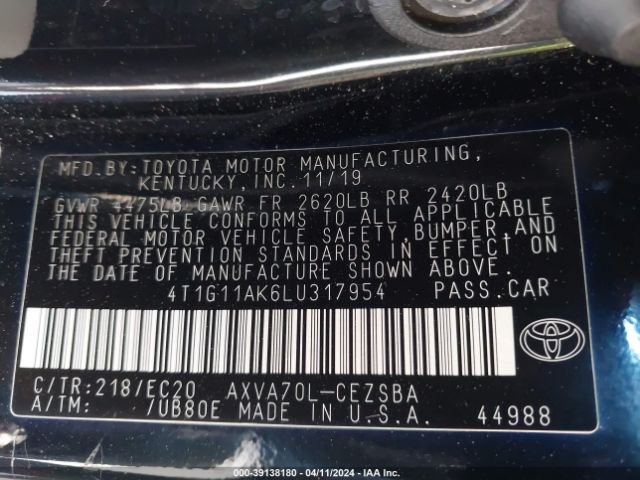 MFD.BY:TOYOTA MOTOR MANUFACTURING,
KENTUCKY,INC.11/19
GVWR 4475LB GAWR FR 2620LB RR 2420LB
THIS VEHICLE CONFORMS TO ALL APPLICABLE
FEDERAL MOTOR VEHICLE SAFETY,BUMPER,AND
THEFT PREVENTION STANDARDS IN EFFECT ON
THE DATE OF MANUFACTURE SHOWN ABOVE.
4T1G11AK6LU317954 PASS.CAR
C/TR:218/EC20 AXVA70L-CEZSBA
A/TM: /UB80E MADE IN U.S.A. 44988
000-39138180 - 04/11/2024 - IAA Inc.